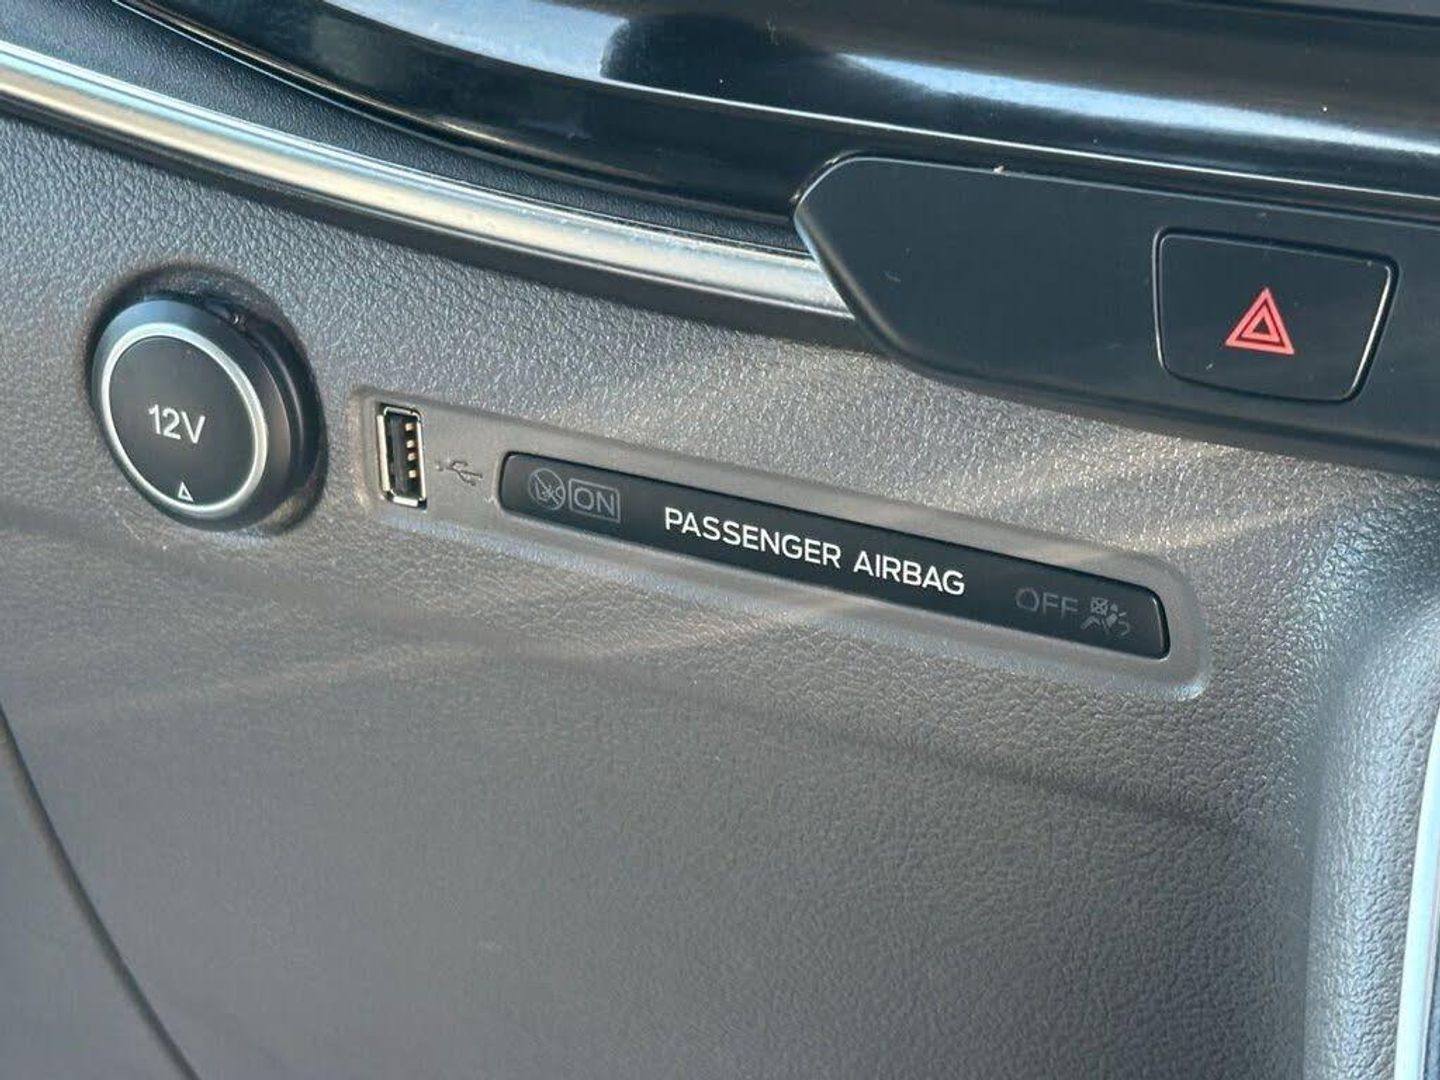 12V
ON PASSENGER AIRBAG OFF